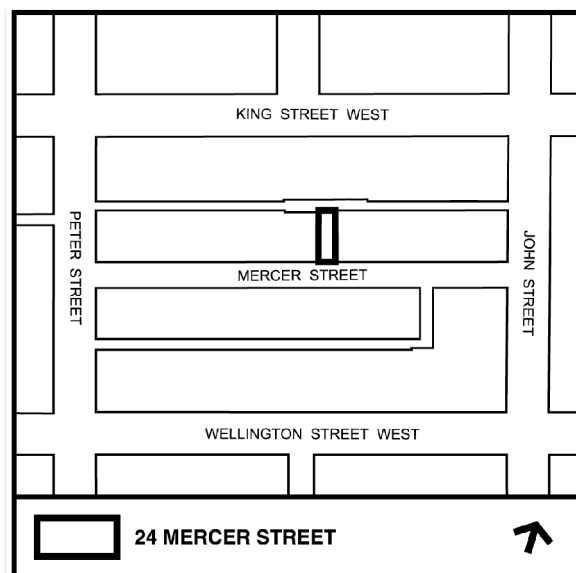 KING STREET WEST
PETER STREET
JOHN STREET
MERCER STREET
WELLINGTON STREET WEST
24 MERCER STREET